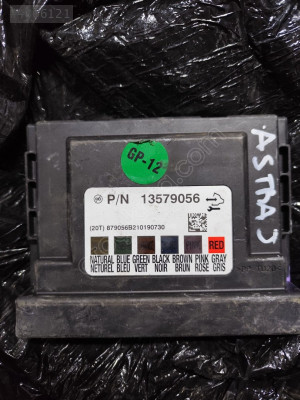 GP-12
ASTRA J
P/N 13579056
(20T) 879056B210190730
RED
NATURAL BLUE GREEN BLACK BROWN PINK GRAY
NETUREL BLEU VERT NOIR BRUN ROSE GRIS